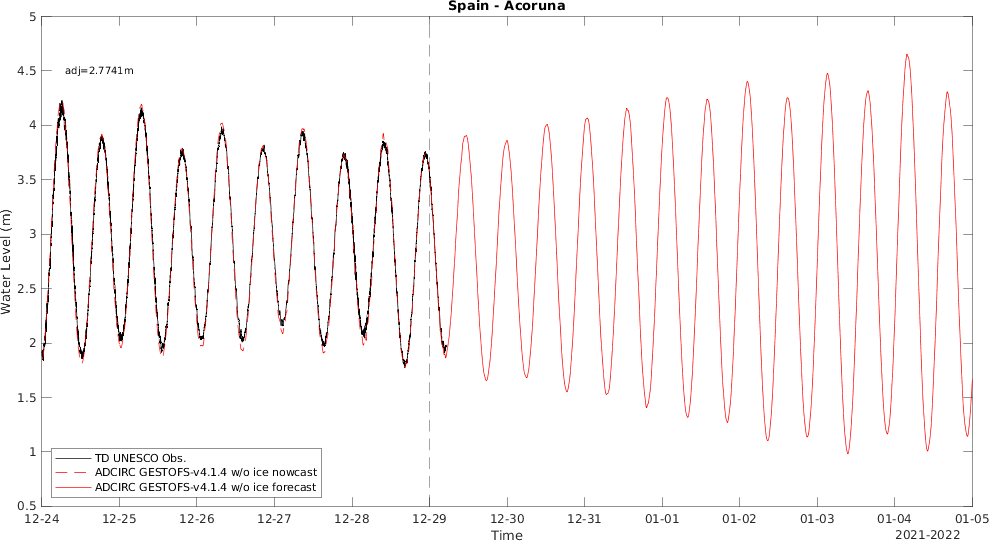 Spain - Acoruna
5
4.5
4
3.5
3
2.5
2
1.5
1
0.5
Water Level (m)
adj=2.7741m
TD UNESCO Obs.
ADCIRC GESTOFS-v4.1.4 w/o ice nowcast
ADCIRC GESTOFS-v4.1.4 w/o ice forecast
12-24 12-25 12-26 12-27 12-28 12-29 12-30 12-31 01-01 01-02 01-03 01-04 01-05
Time
2021-2022